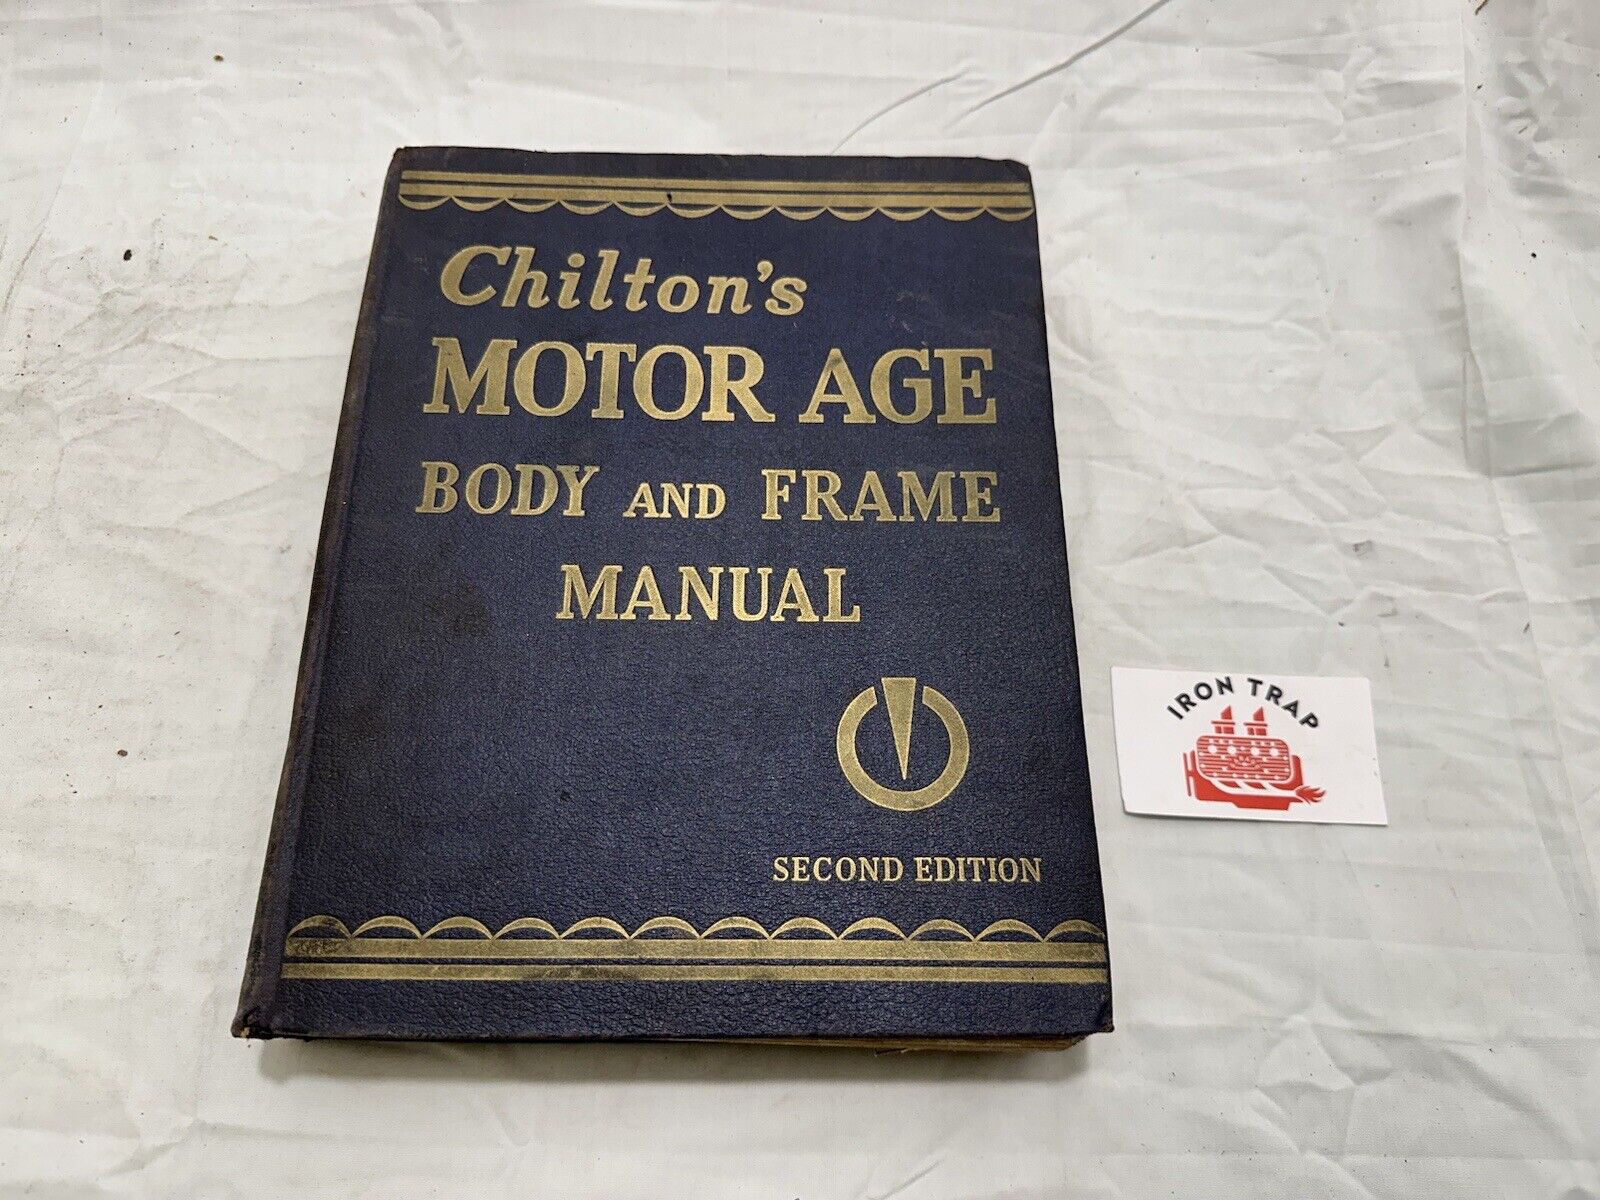 Chilton's
MOTOR AGE
BODY AND FRAME
MANUAL
SECOND EDITION
IRON TRAP